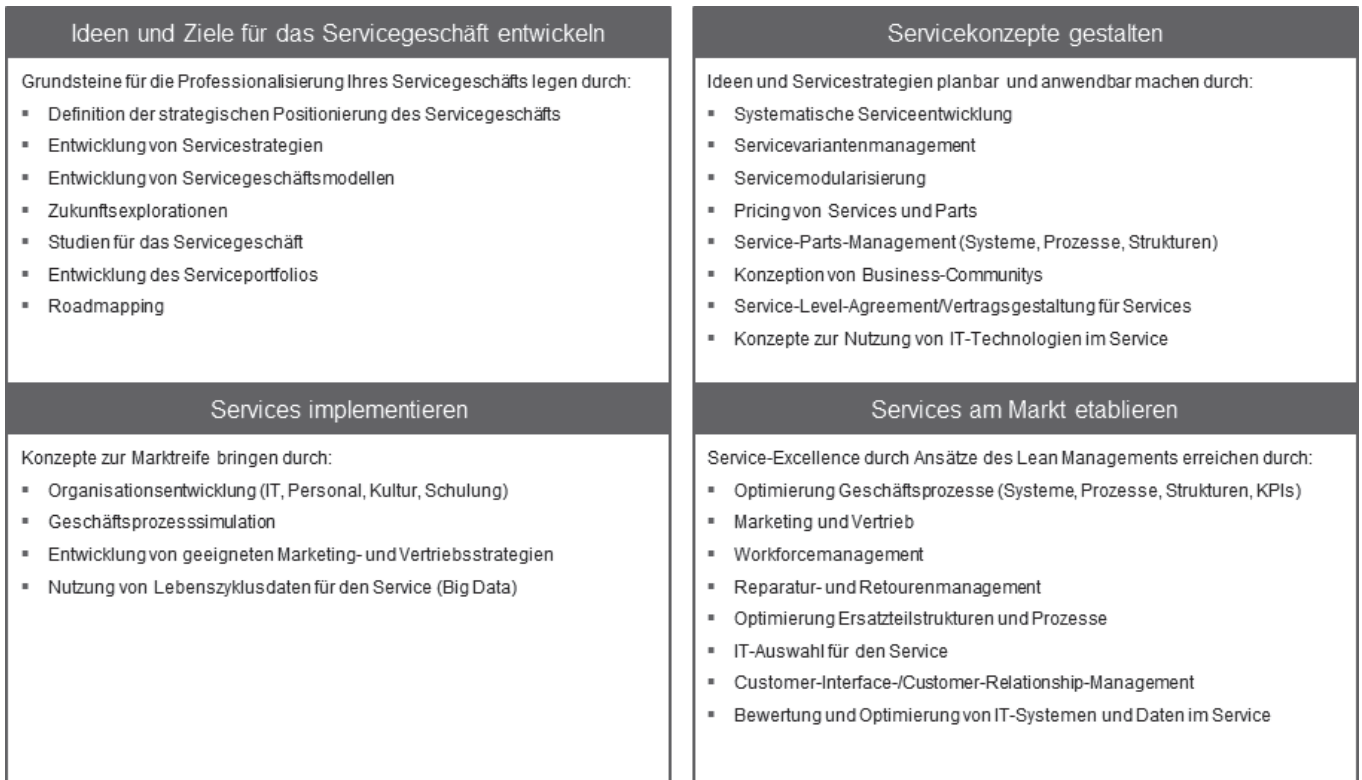 Ideen und Ziele für das Servicegeschäft entwickeln
Grundsteine für die Professionalisierung Ihres Servicegeschäfts legen durch:
▪ Definition der strategischen Positionierung des Servicegeschäfts
▪ Entwicklung von Servicestrategien
▪ Entwicklung von Servicegeschäftsmodellen
▪ Zukunftsexplorationen
▪ Studien für das Servicegeschäft
▪ Entwicklung des Serviceportfolios
▪ Roadmapping
Servicekonzepte gestalten
Ideen und Servicestrategien planbar und anwendbar machen durch:
▪ Systematische Serviceentwicklung
▪ Servicevariantenmanagement
▪ Servicemodularisierung
▪ Pricing von Services und Parts
▪ Service-Parts-Management (Systeme, Prozesse, Strukturen)
▪ Konzeption von Business-Communitys
▪ Service-Level-Agreement/Vertragsgestaltung für Services
▪ Konzepte zur Nutzung von IT-Technologien im Service
Services implementieren
Konzepte zur Marktreife bringen durch:
▪ Organisationsentwicklung (IT, Personal, Kultur, Schulung)
▪ Geschäftsprozesssimulation
▪ Entwicklung von geeigneten Marketing- und Vertriebsstrategien
▪ Nutzung von Lebenszyklusdaten für den Service (Big Data)
Services am Markt etablieren
Service-Excellence durch Ansätze des Lean Managements erreichen durch:
▪ Optimierung Geschäftsprozesse (Systeme, Prozesse, Strukturen, KPIs)
▪ Marketing und Vertrieb
▪ Workforcemanagement
▪ Reparatur- und Retourenmanagement
▪ Optimierung Ersatzteilstrukturen und Prozesse
▪ IT-Auswahl für den Service
▪ Customer-Interface-/Customer-Relationship-Management
▪ Bewertung und Optimierung von IT-Systemen und Daten im Service